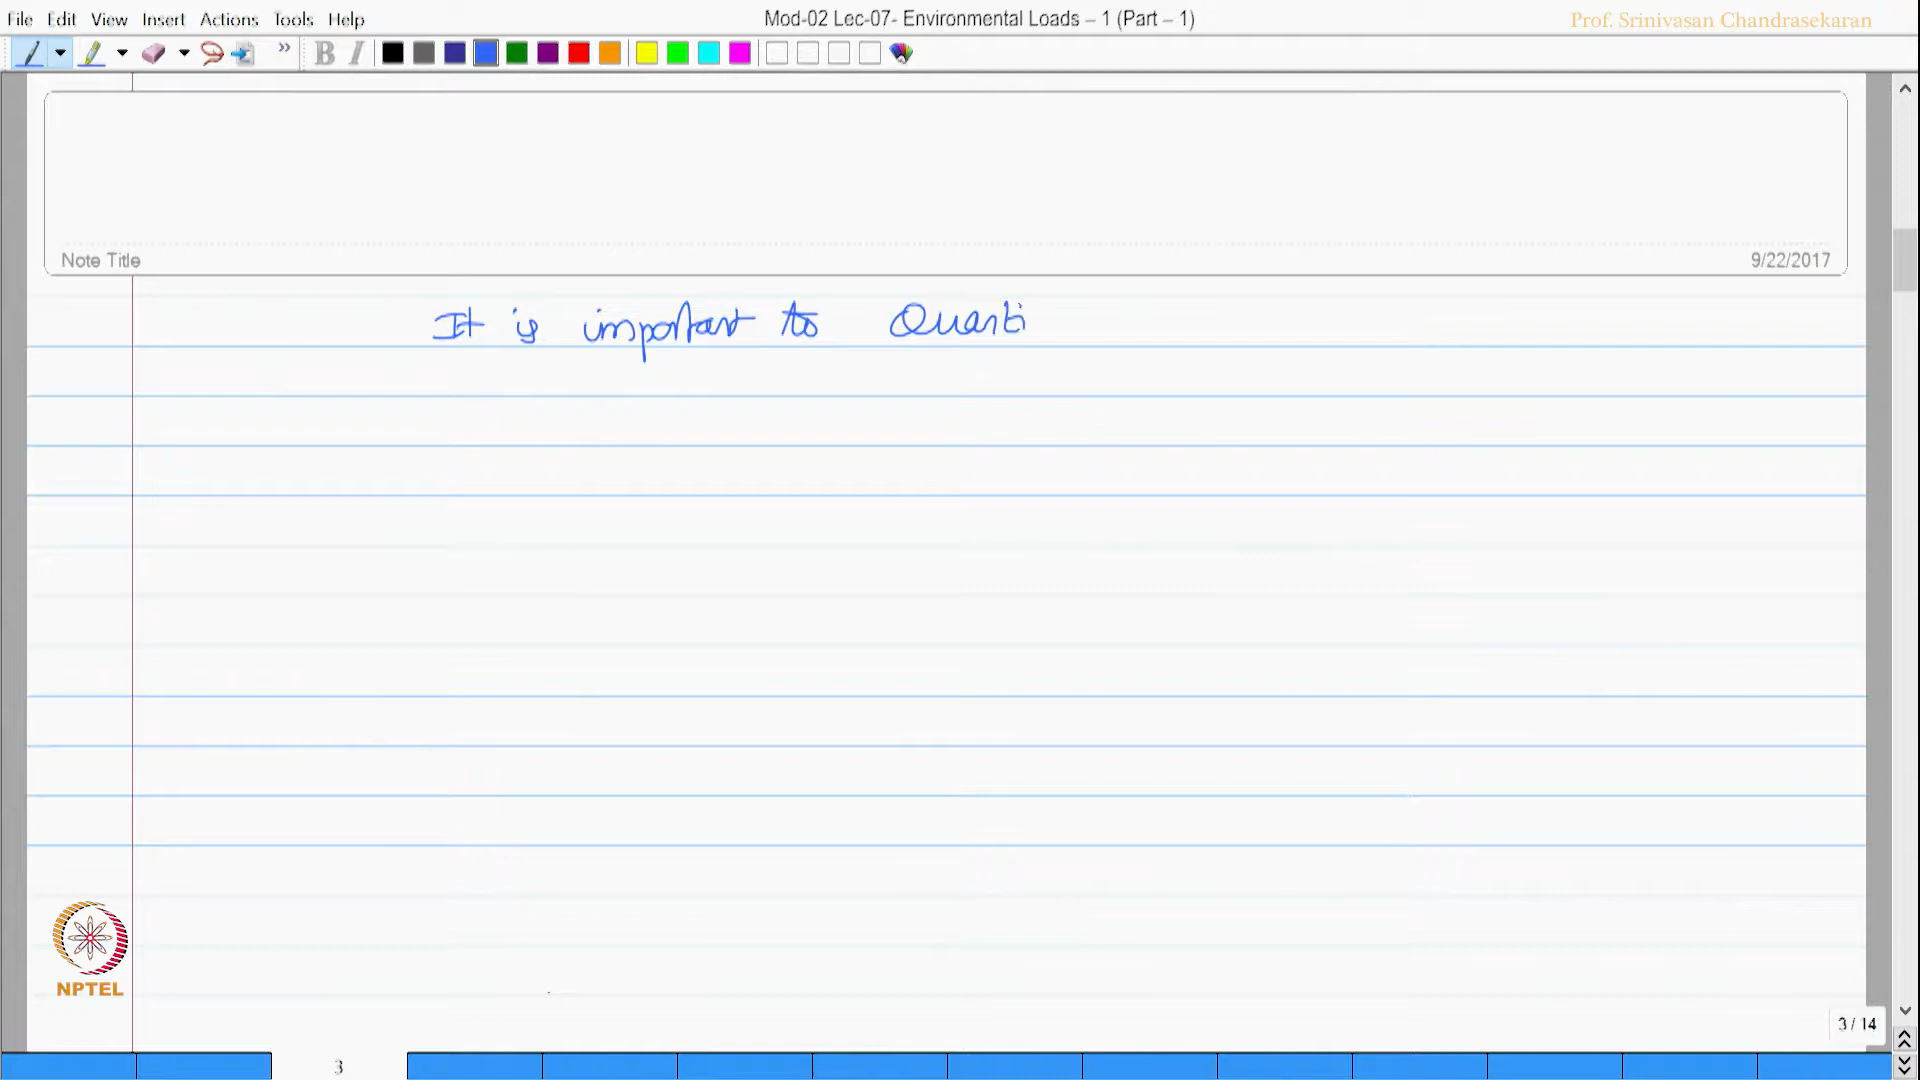 File Edit View Insert Actions Tools Help
Mod-02 Lec-07- Environmental Loads – 1 (Part – 1)
Prof. Srinivasan Chandrasekaran
B I
Note Title
9/22/2017
It is important to Quanti
NPTEL
3 / 14
3